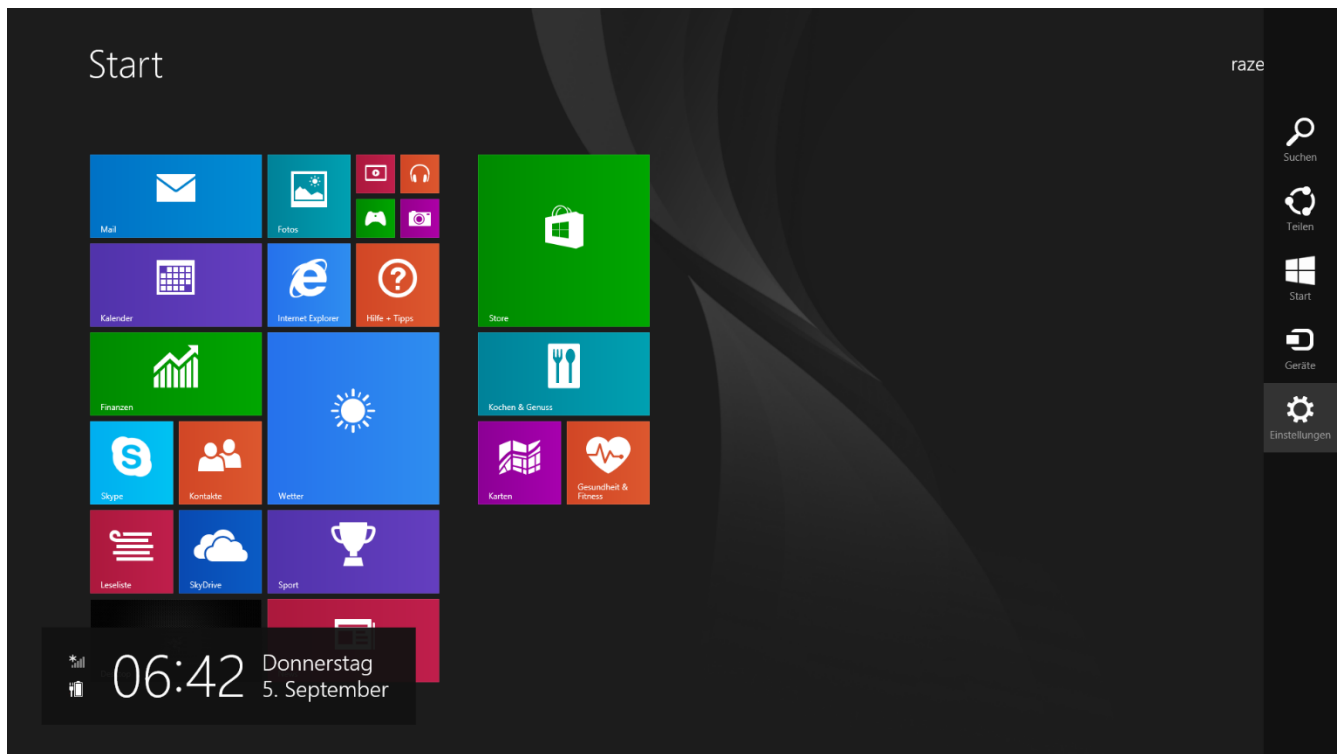 Start
raze
Mail
Fotos
Kalender
Internet Explorer
Hilfe + Tipps
Finanzen
Wetter
Skype
Kontakte
Leseliste
SkyDrive
Sport
Store
Kochen & Genuss
Karten
Gesundheit &
Fitness
Suchen
Teilen
Start
Geräte
Einstellungen
06:42
Donnerstag
5. September